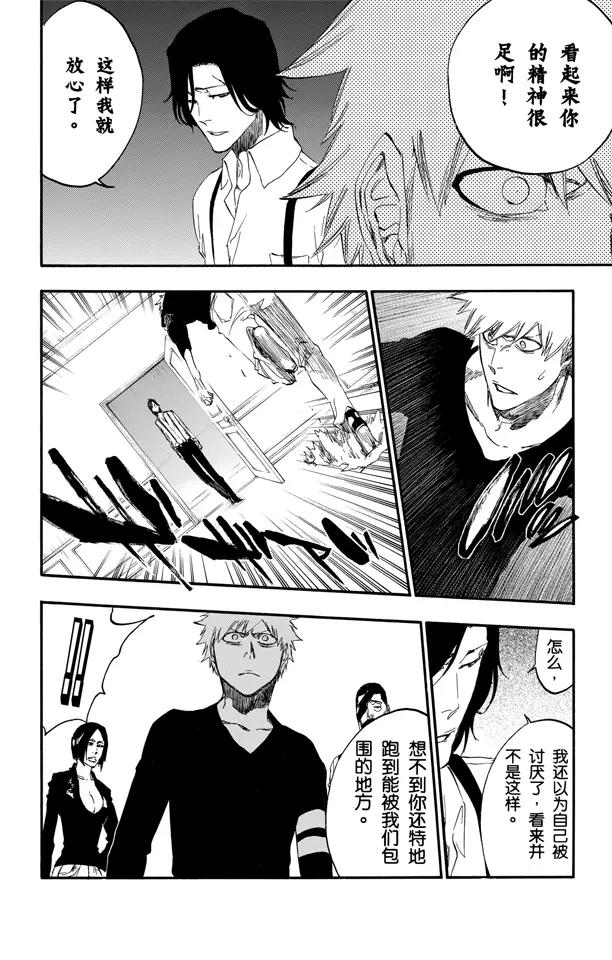 看起来你
的精神很
足啊！
这样我就
放心了。
怎么，
我还以为自己被
讨厌了，看来并
不是这样。
想不到你还特地
跑到能被我们包
围的地方。
!!